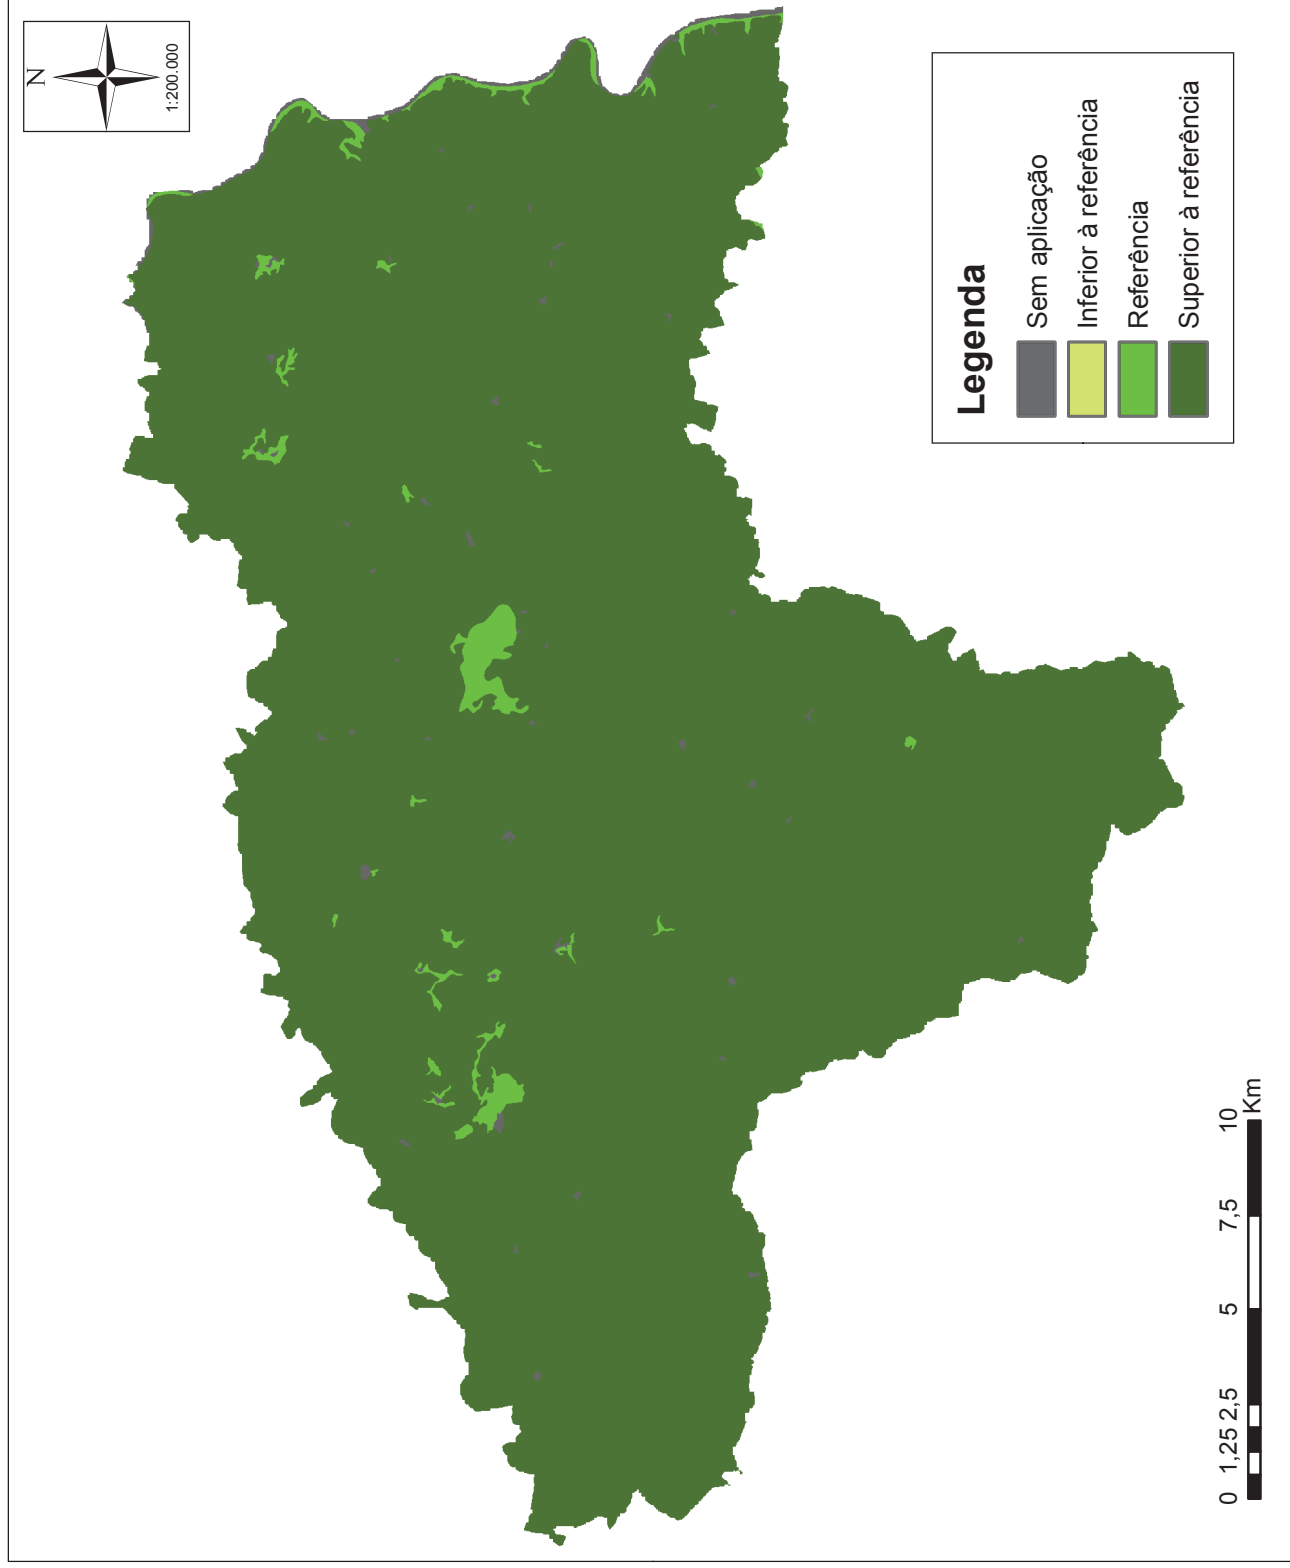 N
1:200.000
Legenda
Sem aplicação
Inferior à referência
Referência
Superior à referência
0 1,25 2,5 5 7,5 10
Km